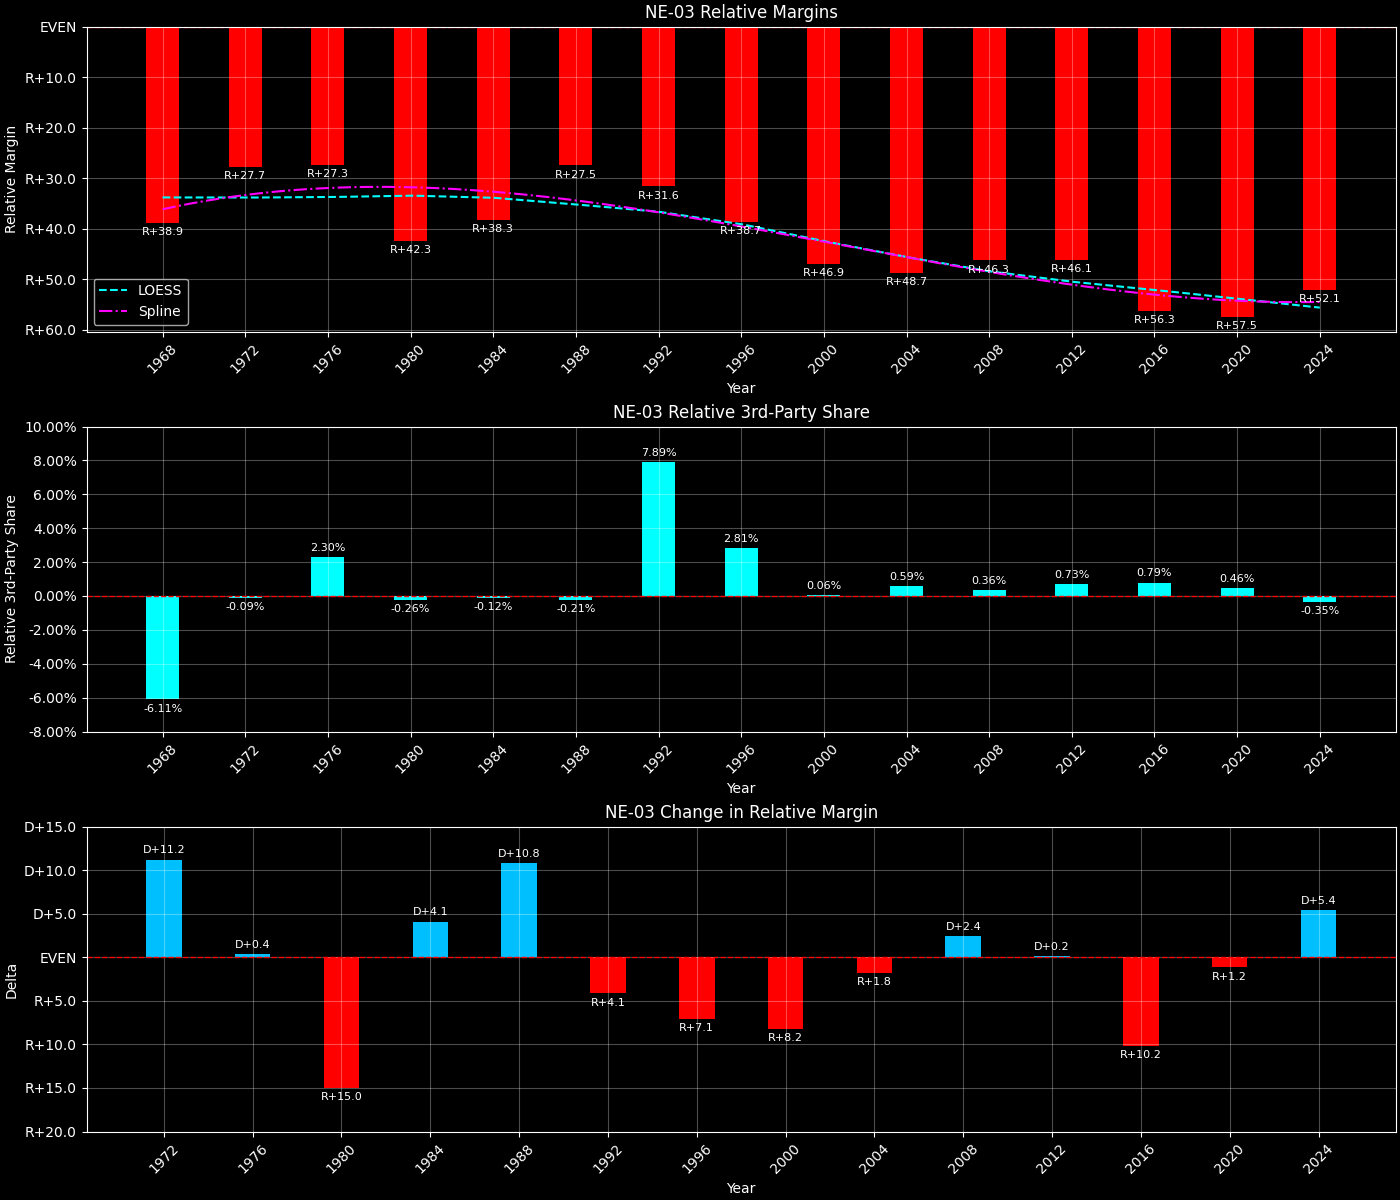 NE-03 Relative Margins
Relative Margin
EVEN
R+10.0
R+20.0
R+30.0
R+40.0
R+50.0
R+60.0
R+38.9
R+27.7
R+27.3
R+42.3
R+38.3
R+27.5
R+31.6
R+38.7
R+46.9
R+48.7
R+46.3
R+46.1
R+56.3
R+57.5
R+52.1
LOESS
Spline
1968
1972
1976
1980
1984
1988
1992
1996
2000
2004
2008
2012
2016
2020
2024
Year
NE-03 Relative 3rd-Party Share
Relative 3rd-Party Share
10.00%
8.00%
6.00%
4.00%
2.00%
0.00%
-2.00%
-4.00%
-6.00%
-8.00%
-6.11%
-0.09%
2.30%
-0.26%
-0.12%
-0.21%
7.89%
2.81%
0.06%
0.59%
0.36%
0.73%
0.79%
0.46%
-0.35%
1968
1972
1976
1980
1984
1988
1992
1996
2000
2004
2008
2012
2016
2020
2024
Year
NE-03 Change in Relative Margin
Delta
D+15.0
D+10.0
D+5.0
EVEN
R+5.0
R+10.0
R+15.0
R+20.0
D+11.2
D+0.4
R+15.0
D+4.1
D+10.8
R+4.1
R+7.1
R+8.2
R+1.8
D+2.4
D+0.2
R+10.2
R+1.2
D+5.4
1972
1976
1980
1984
1988
1992
1996
2000
2004
2008
2012
2016
2020
2024
Year